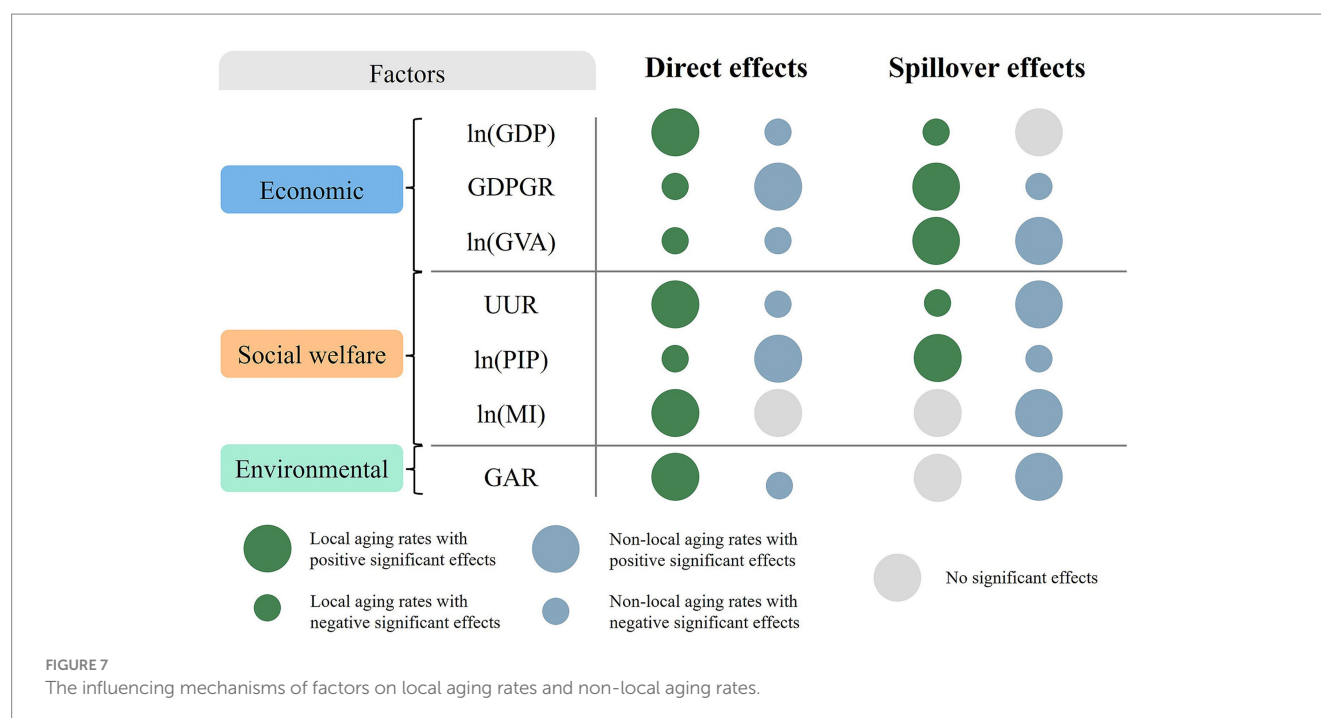 Factors
Direct effects
Spillover effects
Economic
ln(GDP)
GDPGR
ln(GVA)
Social welfare
UUR
ln(PIP)
ln(MI)
Environmental
GAR
Local aging rates with
positive significant effects
Non-local aging rates with
positive significant effects
No significant effects
Local aging rates with
negative significant effects
Non-local aging rates with
negative significant effects
FIGURE 7
The influencing mechanisms of factors on local aging rates and non-local aging rates.